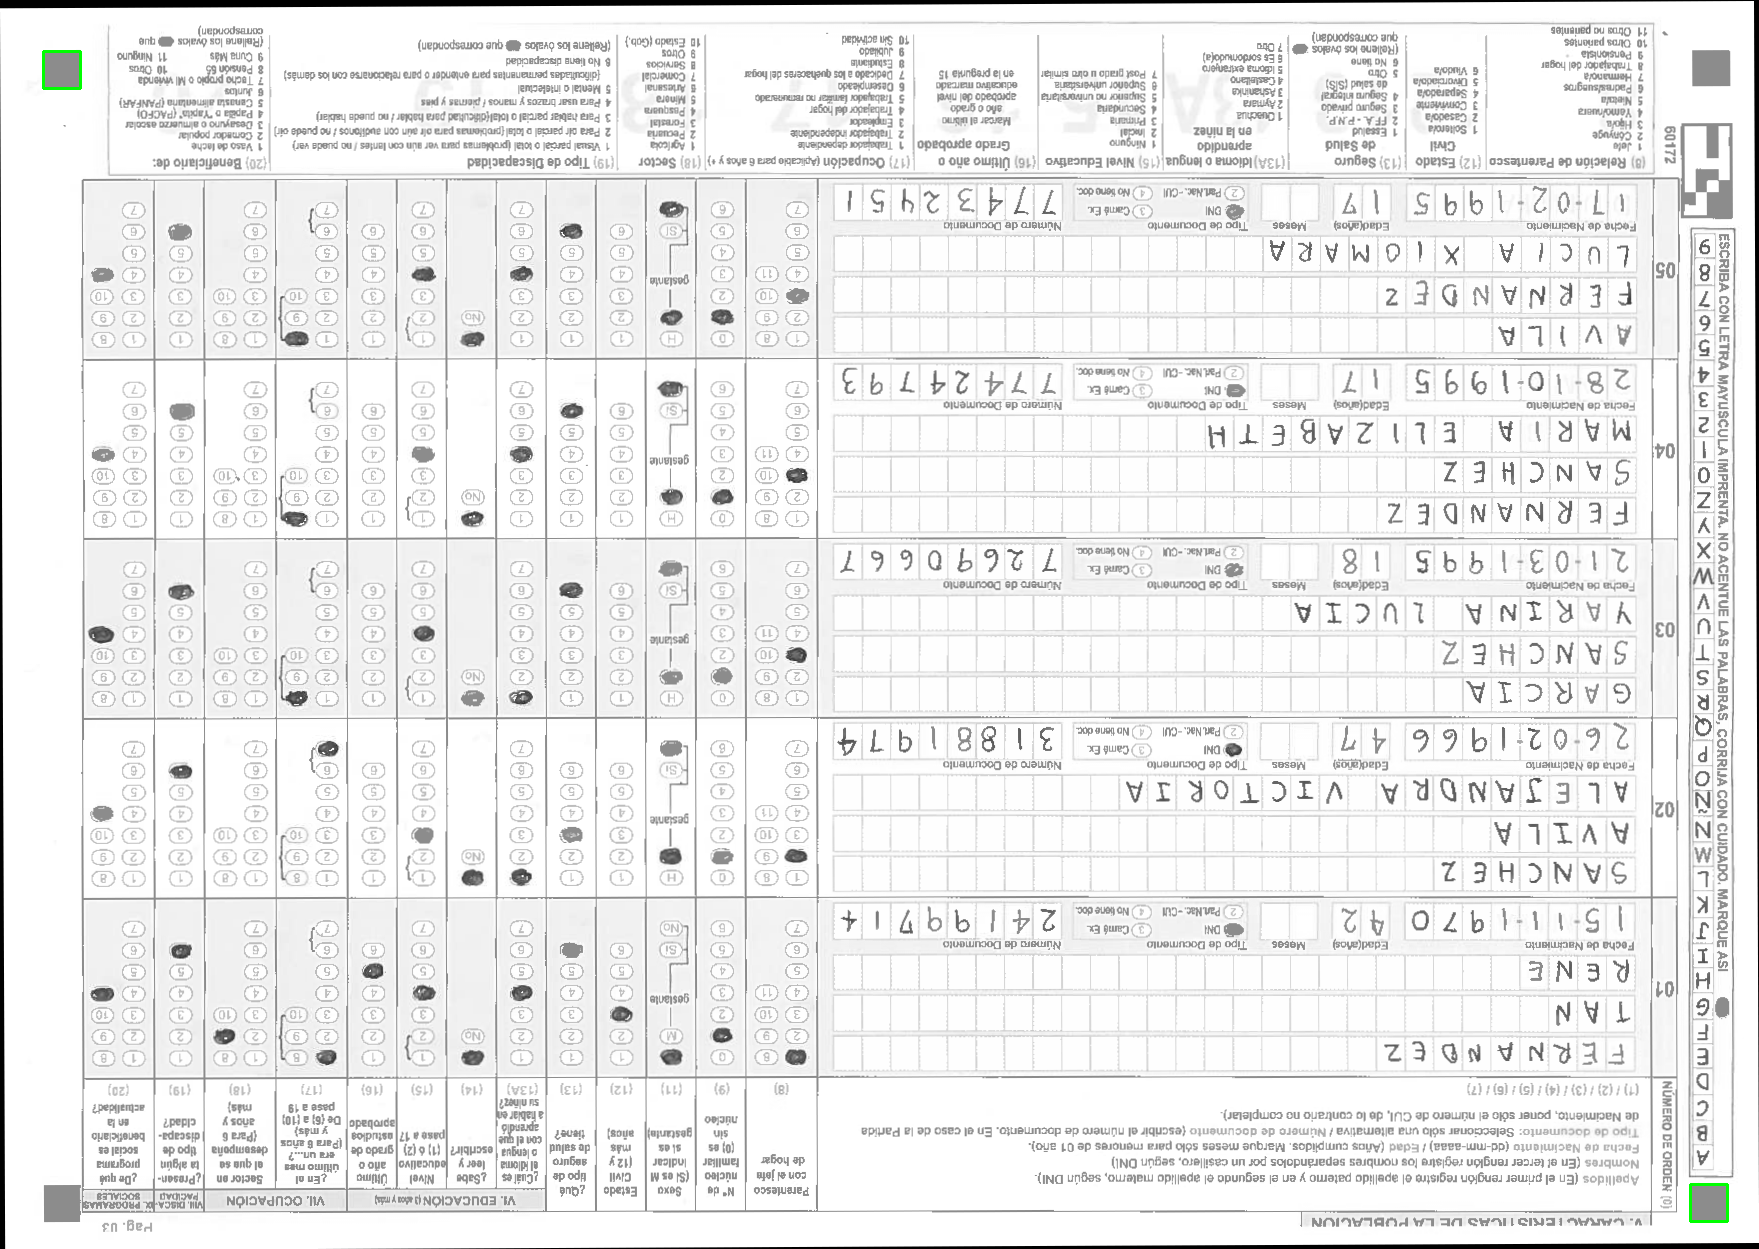 Pag. 03
V. CARACTERISTICAS DE LA POBLACION
VI. EDUCACIÓN (3 años y más)
VII. OCUPACIÓN
VIII. DISCAPACIDAD
IX. PROGRAMAS SOCIALES
NÚMERO DE ORDEN (0)
Apellidos (En el primer renglón registre el apellido paterno y en el segundo el apellido materno, según DNI).
Nombres (En el tercer renglón registre los nombres separándolos por un casillero, según DNI)
Fecha de Nacimiento (dd-mm-aaaa) / Edad (Años cumplidos. Marque meses sólo para menores de 01 año).
Tipo de documento: Seleccionar sólo una alternativa / Número de documento (escribir el número de documento. En el caso de la Partida
de Nacimiento, poner sólo el número de CUI, de lo contrario no completar).
(1) / (2) / (3) / (4) / (5) / (6) / (7)
Parentesco con el jefe de hogar (8)
N° de núcleo familiar (0) es sin núcleo (9)
Sexo (Si es M indicar si es gestante) (11)
Estado Civil (12 y más años) (12)
¿Qué tipo de seguro de salud tiene? (13)
¿Cuál es el idioma o lengua con el que aprendió a hablar en su niñez? (13A)
¿Sabe leer y escribir? (14)
Nivel educativo (1) ó (2) pase a 17 (15)
Último año o grado de estudios aprobado (16)
¿En el último mes era un...? (Para 6 años y más) De (6) a (10) pase a 19 (17)
Sector en el que se desempeña (Para 6 años y más) (18)
¿Presenta algún tipo de discapacidad? (19)
¿De qué programa social es beneficiario en la actualidad? (20)
01
FERNANDEZ
TAN
RENE
Fecha de Nacimiento Edad(años) Meses Tipo de Documento Número de Documento
15-11-1970 42 DNI 2 Part.Nac.-CUI 3 Carné Ex. 4 No tiene doc. 24199714
02
SANCHEZ
AVILA
ALEJANDRA VICTORIA
Fecha de Nacimiento Edad(años) Meses Tipo de Documento Número de Documento
26-02-1966 47 DNI 2 Part.Nac.-CUI 3 Carné Ex. 4 No tiene doc. 31881974
03
GARCIA
SANCHEZ
YARINA LUCIA
Fecha de Nacimiento Edad(años) Meses Tipo de Documento Número de Documento
21-03-1995 18 DNI 2 Part.Nac.-CUI 3 Carné Ex. 4 No tiene doc. 72690667
04
FERNANDEZ
SANCHEZ
MARIA ELIZABETH
Fecha de Nacimiento Edad(años) Meses Tipo de Documento Número de Documento
28-10-1995 17 DNI 2 Part.Nac.-CUI 3 Carné Ex. 4 No tiene doc. 77424793
05
AVILA
FERNANDEZ
LUCIA XIOMARA
Fecha de Nacimiento Edad(años) Meses Tipo de Documento Número de Documento
17-02-1995 17 DNI 2 Part.Nac.-CUI 3 Carné Ex. 4 No tiene doc. 77432451
(8) Relación de Parentesco
1 Jefe
2 Cónyuge
3 Hijo/a
4 Yerno/nuera
5 Nieto/a
6 Padres/suegros
7 Hermano/a
8 Trabajador del hogar
9 Pensionista
10 Otros parientes
11 Otros no parientes
(12) Estado Civil
1 Soltero/a
2 Casado/a
3 Conviviente
4 Separado/a
5 Divorciado/a
6 Viudo/a
(13) Seguro de Salud
1 Essalud
2 FF.A.-P.N.P.
3 Seguro privado
4 Seguro integral de salud (SIS)
5 Otro
6 No tiene
(Rellene los óvalos que correspondan)
(13A) Idioma o lengua aprendido en la niñez
1 Quechua
2 Aymara
3 Ashaninka
4 Castellano
5 Idioma extranjero
6 Es sordomudo(a)
7 Otro
(15) Nivel Educativo
1 Ninguno
2 Inicial
3 Primaria
4 Secundaria
5 Superior no universitaria
6 Superior universitaria
7 Post grado u otro similar
(16) Último año o Grado aprobado
Marcar el último año o grado aprobado del nivel educativo marcado en la pregunta 15
(17) Ocupación (Aplicable para 6 años y +)
1 Trabajador dependiente
2 Trabajador independiente
3 Empleador
4 Trabajador del hogar
5 Trabajador familiar no remunerado
6 Desempleado
7 Dedicado a los quehaceres del hogar
8 Estudiante
9 Jubilado
10 Sin actividad
(18) Sector
1 Agrícola
2 Pecuaria
3 Forestal
4 Pesquera
5 Minera
6 Artesanal
7 Comercial
8 Servicios
9 Otros
10 Estado (Gob.)
(19) Tipo de Discapacidad
1 Visual parcial o total (problemas para ver aun con lentes / no puede ver)
2 Para oír parcial o total (problemas para oír aun con audífonos / no puede oír)
3 Para hablar parcial o total (dificultad para hablar / no puede hablar)
4 Para usar brazos y manos / piernas y pies
5 Mental o intelectual (dificultades permanentes para entender o para relacionarse con los demás)
6 No tiene discapacidad
(Rellene los óvalos que correspondan)
(20) Beneficiario de:
1 Vaso de leche
2 Comedor popular
3 Desayuno o almuerzo escolar
4 Papilla o "Yapita" (PACFO)
5 Canasta alimentaria (PANFAR)
6 Juntos
7 Techo propio o Mi vivienda
8 Pensión 65
9 Cuna Más
10 Otros
11 Ninguno
(Rellene los óvalos que correspondan)
60172
ESCRIBA CON LETRA MAYUSCULA IMPRENTA. NO ACENTUE LAS PALABRAS, CORRIJA CON CUIDADO. MARQUE ASI
A B C D E F G H I J K L M N Ñ O P Q R S T U V W X Y Z 0 1 2 3 4 5 6 7 8 9